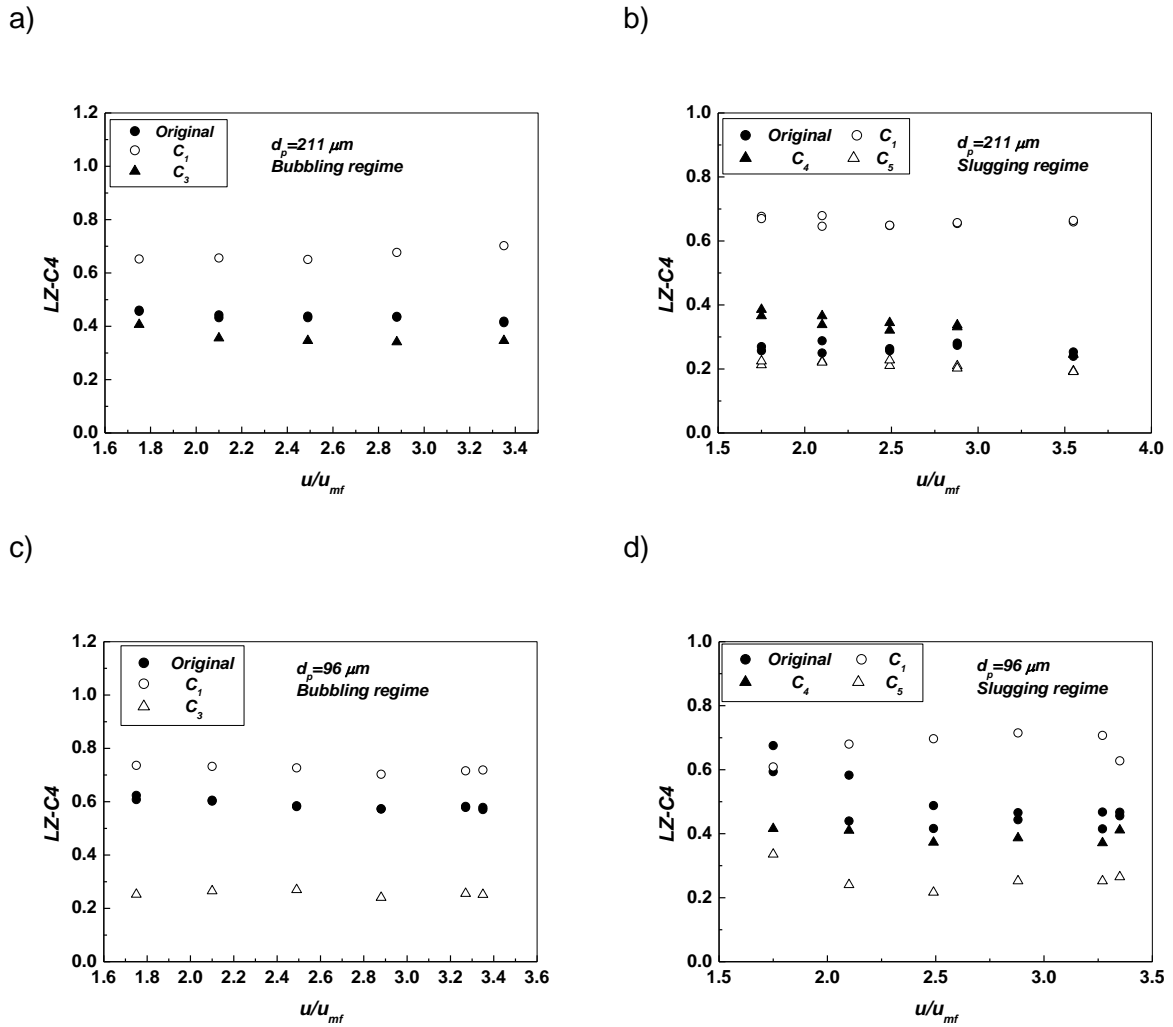 a)
1.2
1.0
0.8
0.6
0.4
0.2
0.0
LZ-C4
Original
C1
C3
dp=211 μm
Bubbling regime
1.6 1.8 2.0 2.2 2.4 2.6 2.8 3.0 3.2 3.4
u/umf
b)
1.0
0.8
0.6
0.4
0.2
0.0
LZ-C4
Original C1
C4 C5
dp=211 μm
Slugging regime
1.5 2.0 2.5 3.0 3.5 4.0
u/umf
c)
1.2
1.0
0.8
0.6
0.4
0.2
0.0
LZ-C4
Original
C1
C3
dp=96 μm
Bubbling regime
1.6 1.8 2.0 2.2 2.4 2.6 2.8 3.0 3.2 3.4 3.6
u/umf
d)
1.0
0.8
0.6
0.4
0.2
0.0
LZ-C4
Original C1
C4 C5
dp=96 μm
Slugging regime
1.5 2.0 2.5 3.0 3.5
u/umf